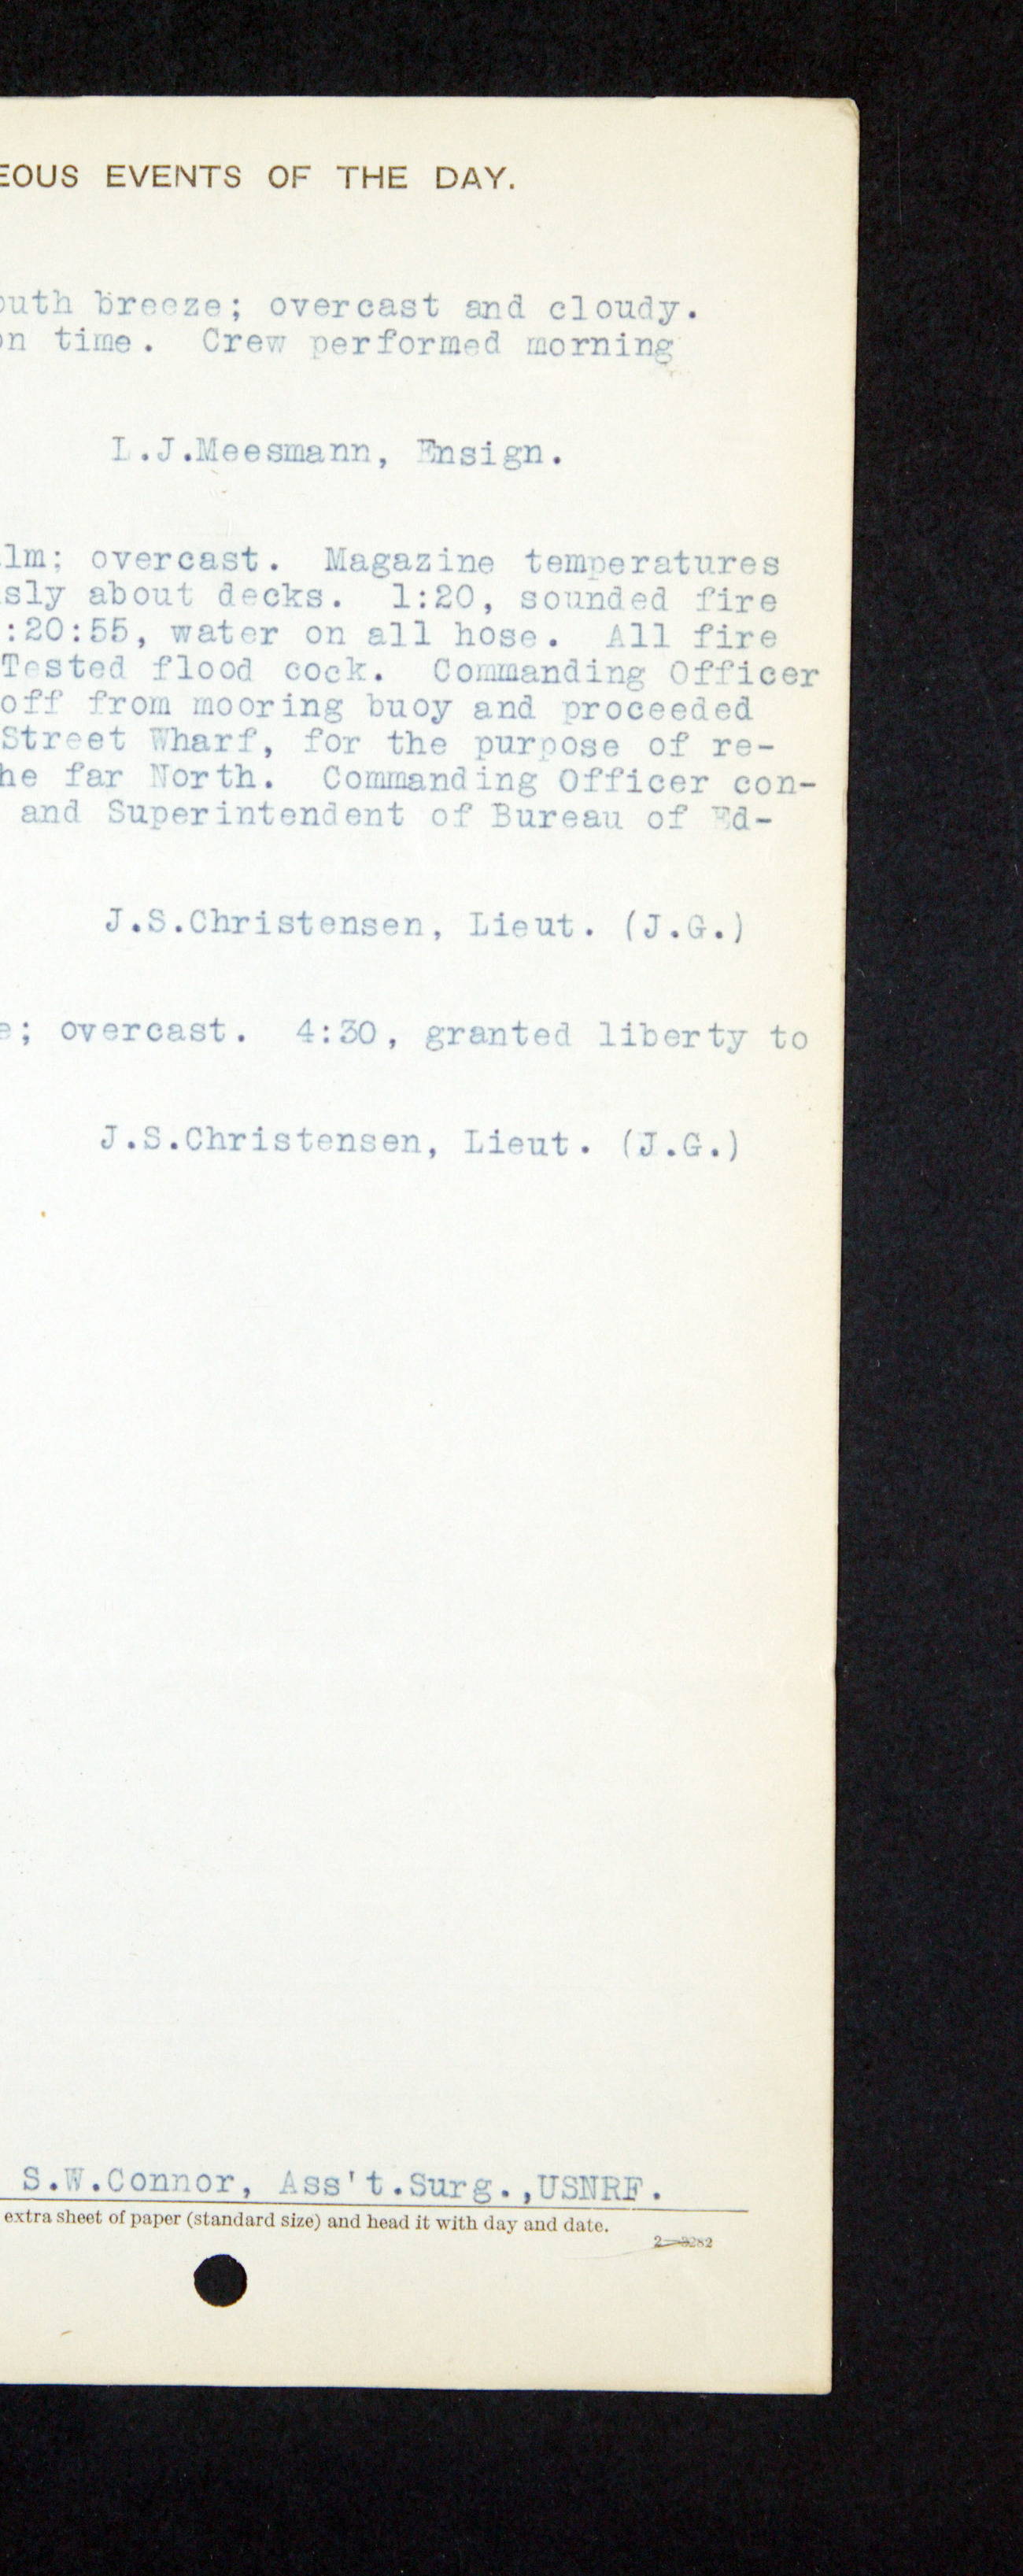 EOUS EVENTS OF THE DAY.
outh breeze; overcast and cloudy.
on time. Crew performed morning
L.J.Meesmann, Ensign.
lm; overcast. Magazine temperatures
sly about decks. 1:20, sounded fire
:20:55, water on all hose. All fire
Tested flood cock. Commanding Officer
off from mooring buoy and proceeded
Street Wharf, for the purpose of re-
he far North. Commanding Officer con-
and Superintendent of Bureau of Ed-
J.S.Christensen, Lieut. (J.G.)
e; overcast. 4:30, granted liberty to
J.S.Christensen, Lieut. (J.G.)
S.W.Connor, Ass't.Surg.,USNRF.
extra sheet of paper (standard size) and head it with day and date.
2—3282